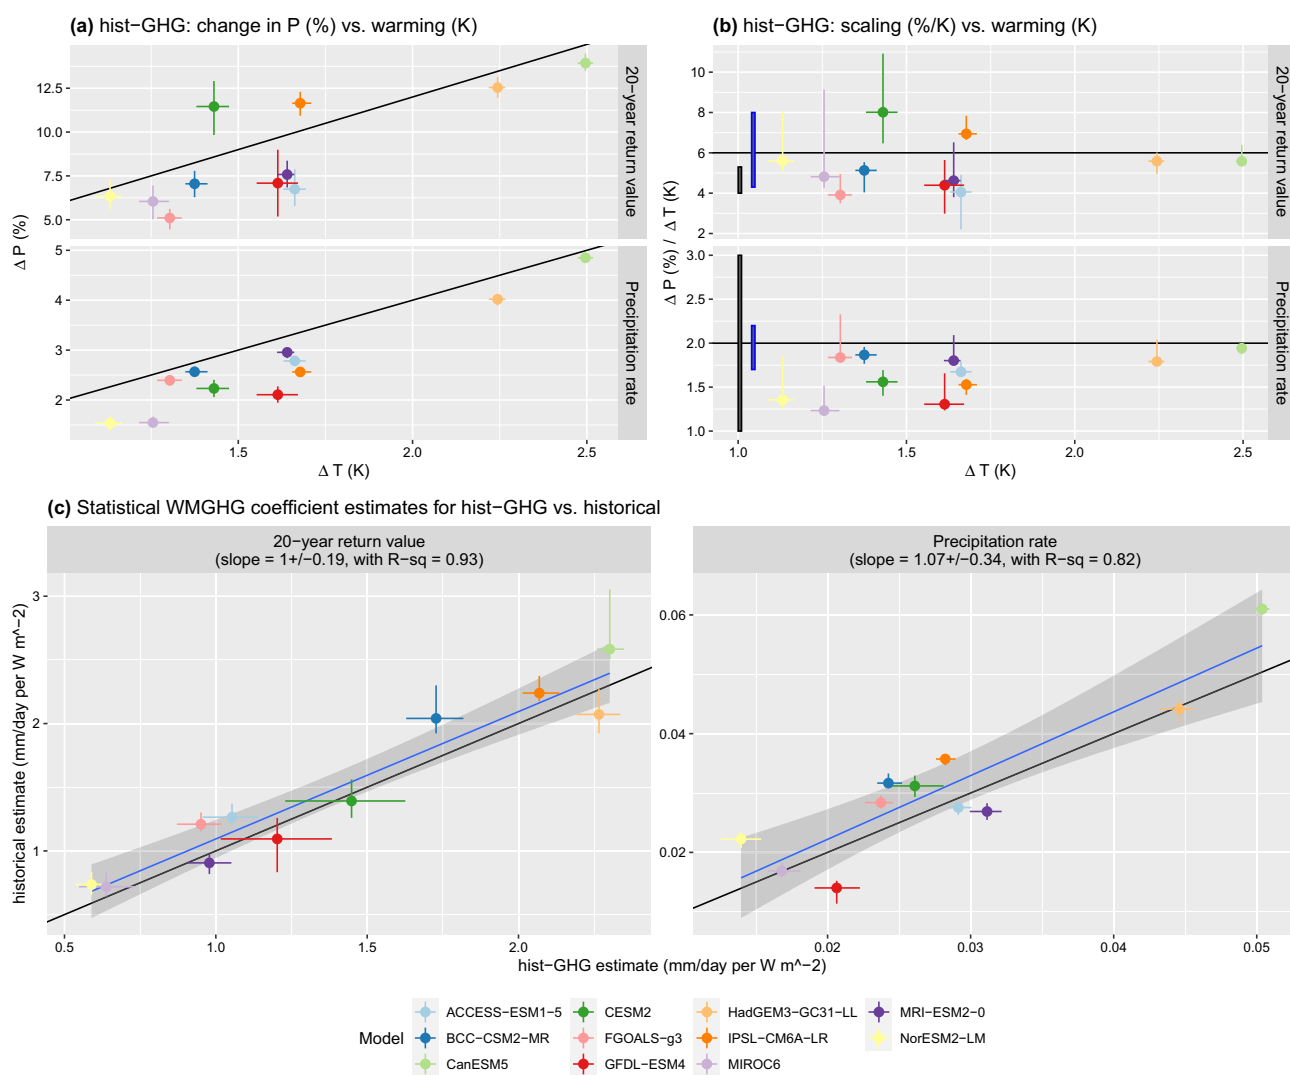 (a) hist−GHG: change in P (%) vs. warming (K)
12.5
10.0
7.5
5.0
20−year return value
5
4
3
2
Precipitation rate
Δ P (%)
1.5
2.0
2.5
Δ T (K)
(b) hist−GHG: scaling (%/K) vs. warming (K)
10
8
6
4
2
20−year return value
3.0
2.5
2.0
1.5
1.0
Precipitation rate
Δ P (%) / Δ T (K)
1.0
1.5
2.0
2.5
Δ T (K)
(c) Statistical WMGHG coefficient estimates for hist−GHG vs. historical
20−year return value
(slope = 1+/−0.19, with R−sq = 0.93)
3
2
1
0.5
1.0
1.5
2.0
historical estimate (mm/day per W m^−2)
Precipitation rate
(slope = 1.07+/−0.34, with R−sq = 0.82)
0.06
0.04
0.02
0.02
0.03
0.04
0.05
hist−GHG estimate (mm/day per W m^−2)
Model
ACCESS−ESM1−5
BCC−CSM2−MR
CanESM5
CESM2
FGOALS−g3
GFDL−ESM4
HadGEM3−GC31−LL
IPSL−CM6A−LR
MIROC6
MRI−ESM2−0
NorESM2−LM